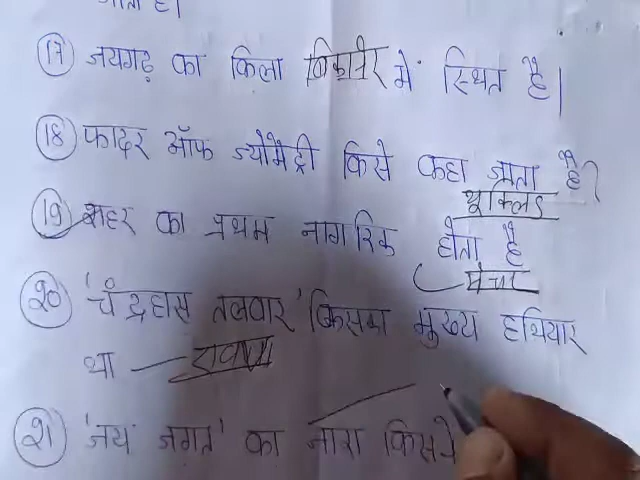 जाता है।
(17) जयगढ़ का किला बिकानेर में स्थित है।
(18) फादर ऑफ ज्योमेट्री किसे कहा जाता है?
यूक्लिड
(19) शहर का प्रथम नागरिक होता है
मेयर
(20) 'चंद्रहास तलवार' किसका मुख्य हथियार
था — रावण
(21) 'जय जगत' का नारा किसने